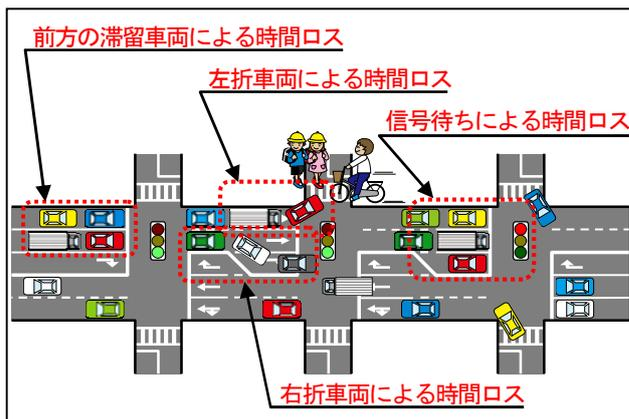 前方の滞留車両による時間ロス
左折車両による時間ロス
信号待ちによる時間ロス
右折車両による時間ロス